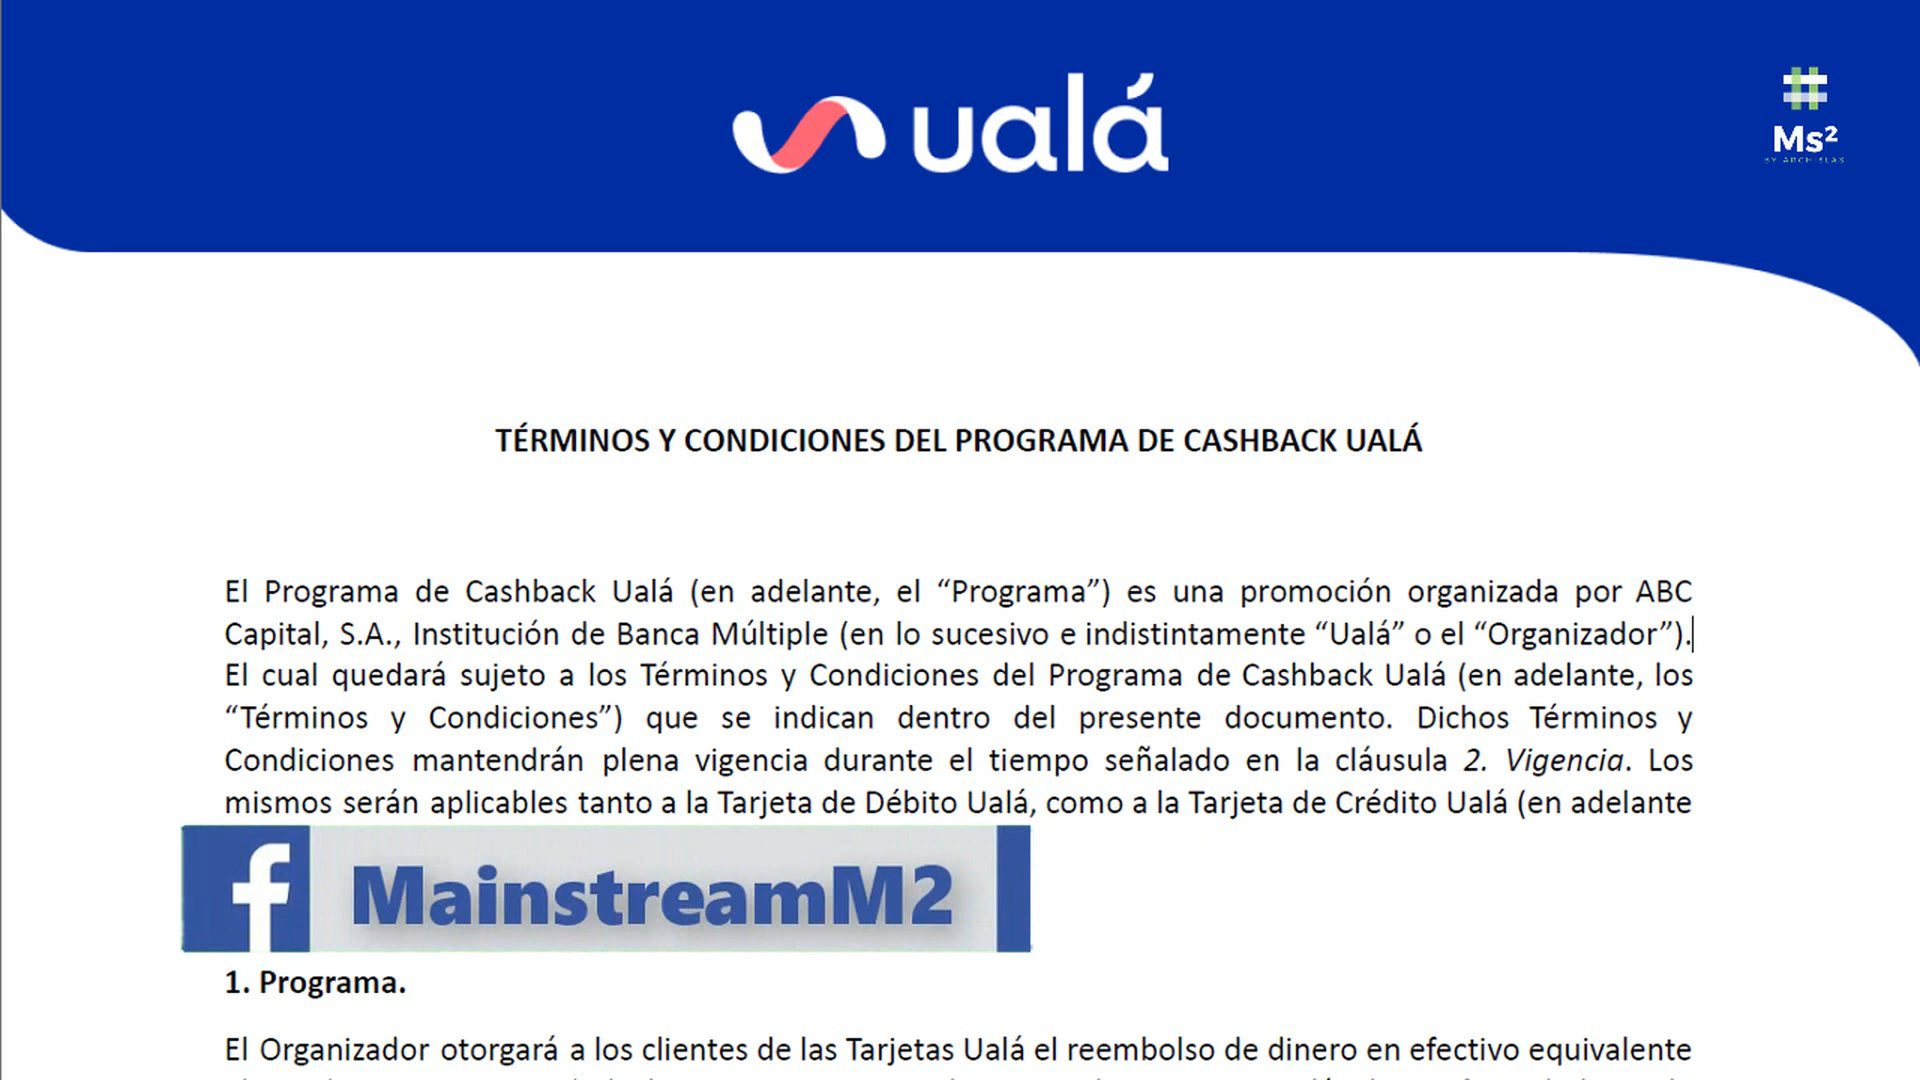 ualá
#
Ms²
BY ARCHISLAS
TÉRMINOS Y CONDICIONES DEL PROGRAMA DE CASHBACK UALÁ
El Programa de Cashback Ualá (en adelante, el “Programa”) es una promoción organizada por ABC
Capital, S.A., Institución de Banca Múltiple (en lo sucesivo e indistintamente “Ualá” o el “Organizador”).
El cual quedará sujeto a los Términos y Condiciones del Programa de Cashback Ualá (en adelante, los
“Términos y Condiciones”) que se indican dentro del presente documento. Dichos Términos y
Condiciones mantendrán plena vigencia durante el tiempo señalado en la cláusula 2. Vigencia. Los
mismos serán aplicables tanto a la Tarjeta de Débito Ualá, como a la Tarjeta de Crédito Ualá (en adelante
f MainstreamM2
1. Programa.
El Organizador otorgará a los clientes de las Tarjetas Ualá el reembolso de dinero en efectivo equivalente